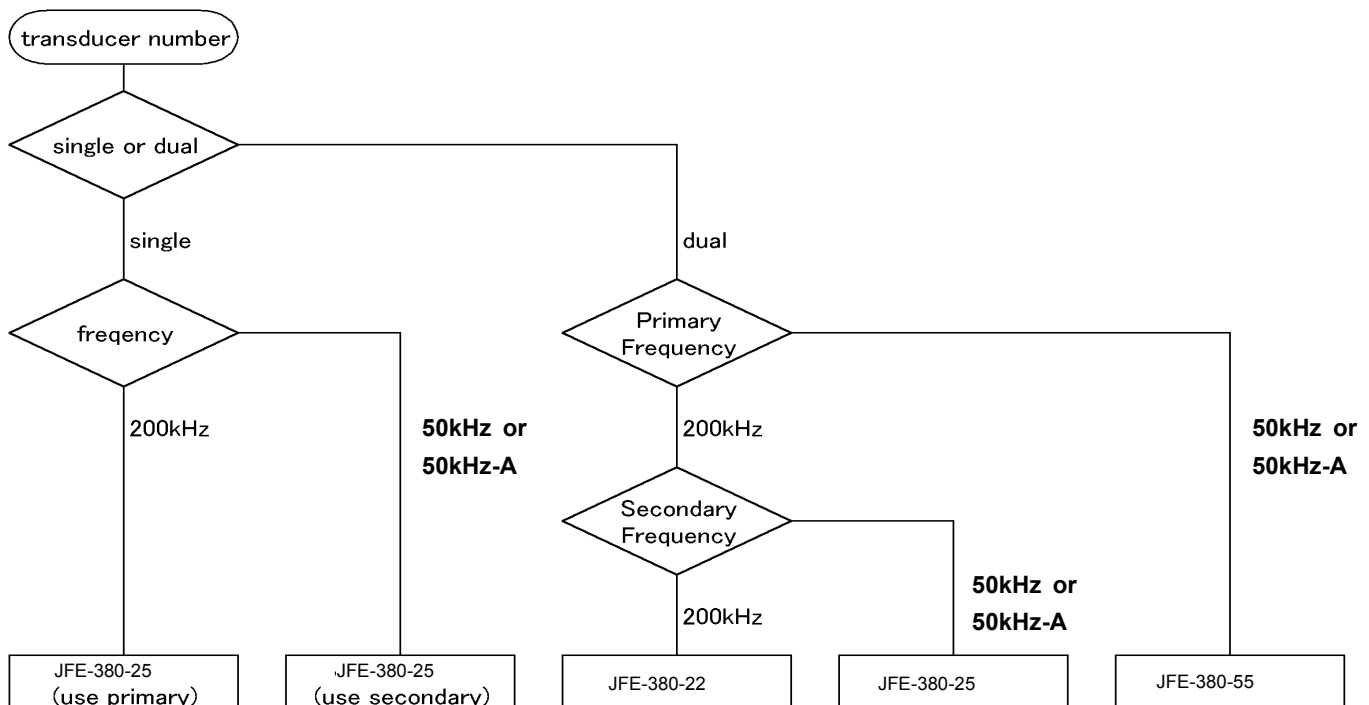 transducer number
single or dual
single
dual
freqency
Primary
Frequency
200kHz
50kHz or
50kHz-A
200kHz
50kHz or
50kHz-A
Secondary
Frequency
200kHz
50kHz or
50kHz-A
JFE-380-25
(use primary)
JFE-380-25
(use secondary)
JFE-380-22
JFE-380-25
JFE-380-55